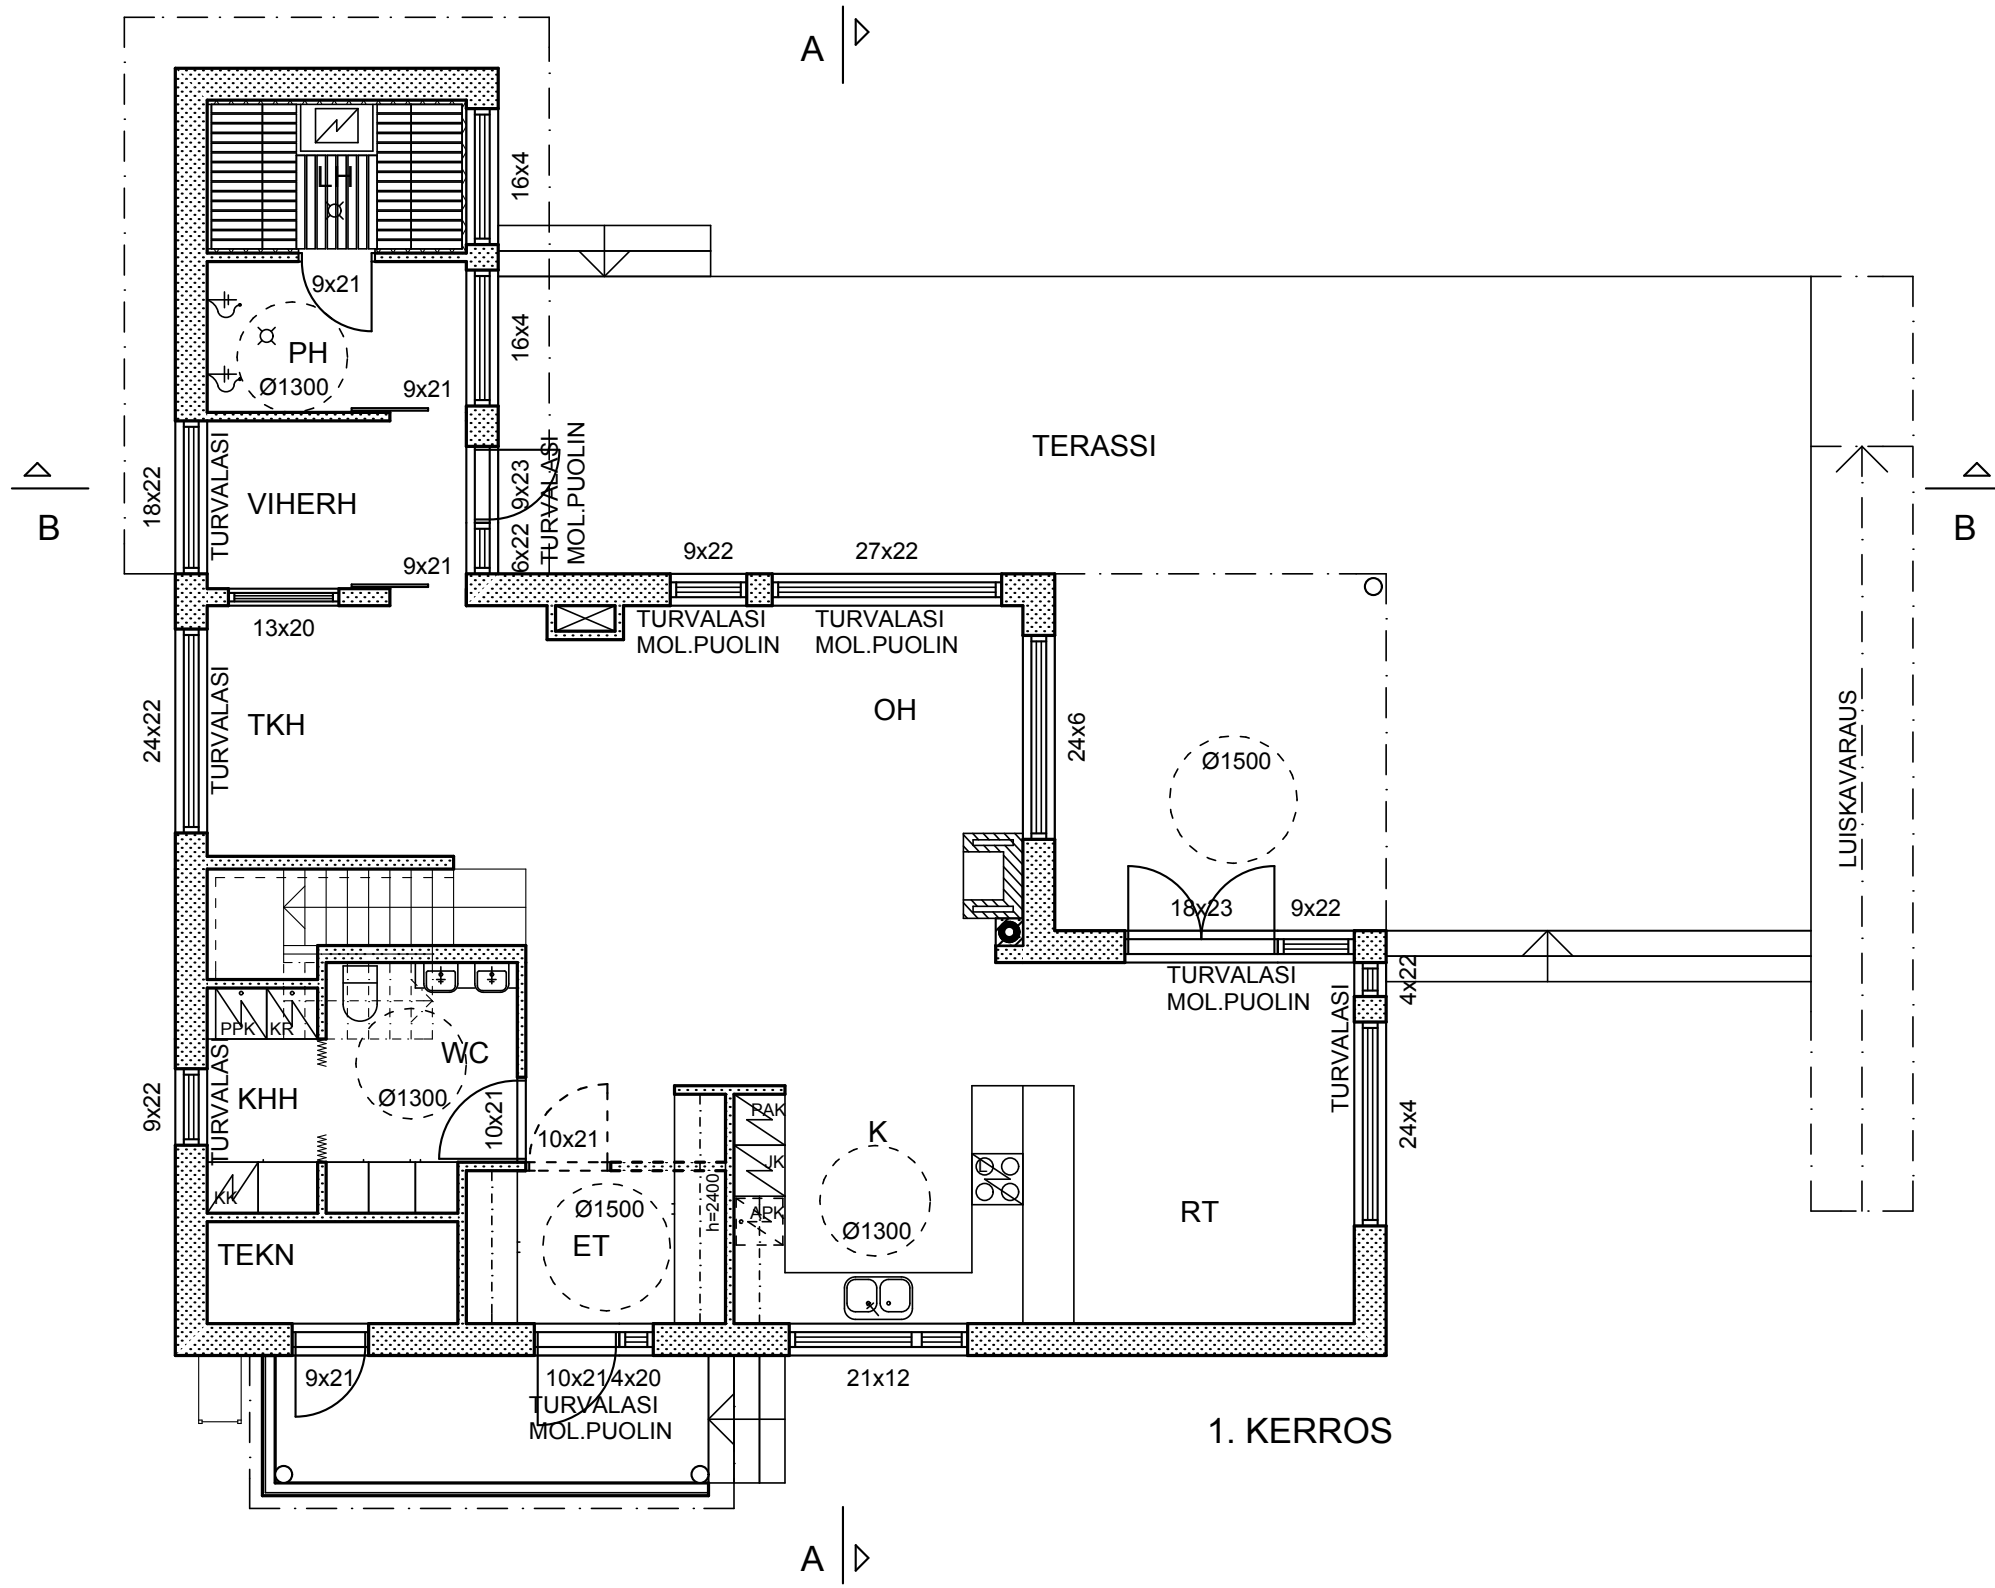 A
16x4
LH
9x21
16x4
PH
Ø1300
9x21
TURVALASI
MOL.PUOLIN
TERASSI
18x22
TURVALASI
VIHERH
9x23
6x22
B
B
9x21
9x22
27x22
13x20
TURVALASI
MOL.PUOLIN
TURVALASI
MOL.PUOLIN
24x22
TURVALASI
TKH
OH
24x6
Ø1500
LUISKAVARAUS
18x23
9x22
TURVALASI
MOL.PUOLIN
4x22
TURVALASI
PPK
KR
WC
9x22
TURVALASI
KHH
Ø1300
10x21
10x21
PAK
K
24x4
JK
L
KK
h=2400
APK
Ø1500
Ø1300
RT
ET
TEKN
9x21
10x21
4x20
TURVALASI
MOL.PUOLIN
21x12
1. KERROS
A